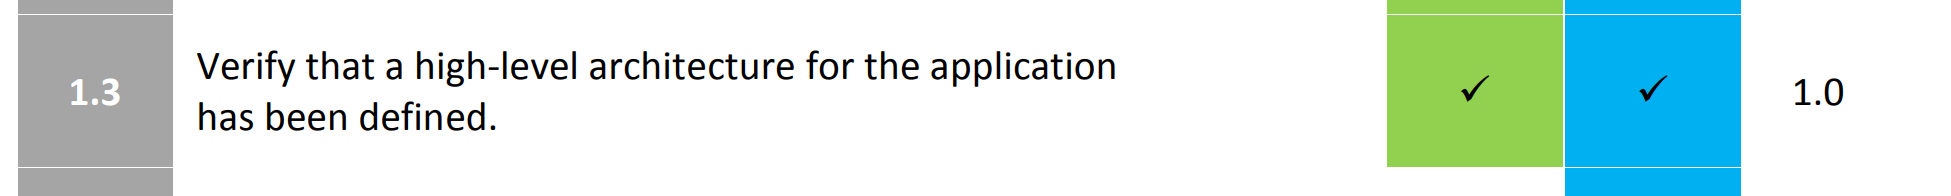 1.3
Verify that a high-level architecture for the application
has been defined.
✓ ✓ 1.0